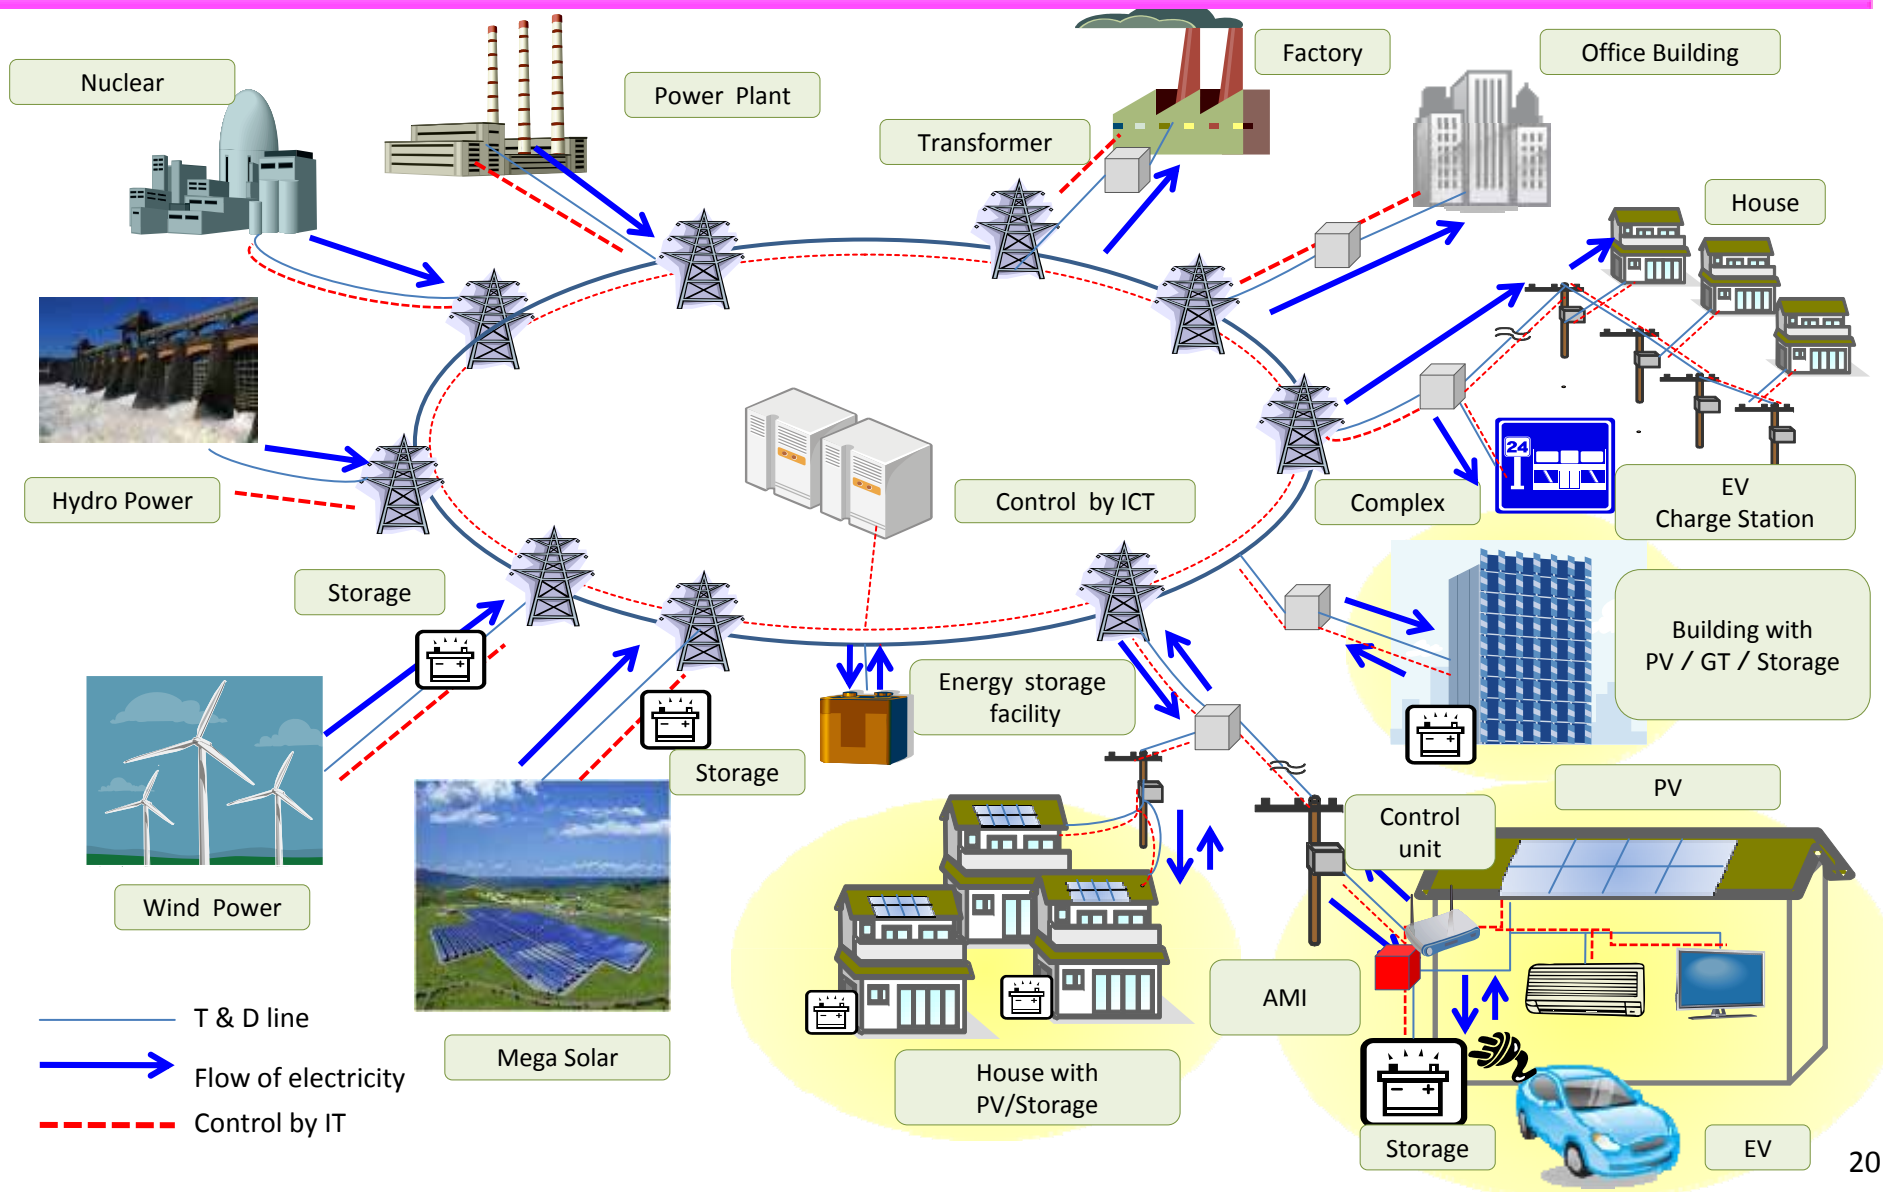 Nuclear
Power Plant
Factory
Office Building
Transformer
House
Hydro Power
Control by ICT
Complex
24
EV
Charge Station
Storage
Building with
PV / GT / Storage
Energy storage
facility
Storage
PV
Control
unit
Wind Power
AMI
T & D line
Flow of electricity
Control by IT
Mega Solar
House with
PV/Storage
Storage
EV
20